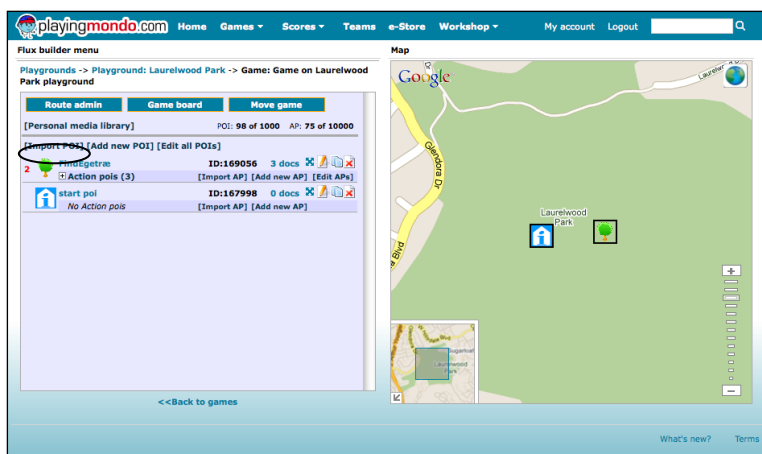 playingmondo.com Home Games Scores Teams e-Store Workshop My account Logout
Flux builder menu
Map
Playgrounds -> Playground: Laurelwood Park -> Game: Game on Laurelwood
Park playground
Route admin Game board Move game
[Personal media library] POI: 98 of 1000 AP: 75 of 10000
[Import POI] [Add new POI] [Edit all POIs]
2 FindEgetræ ID:169056 3 docs
Action pois (3) [Import AP] [Add new AP] [Edit APs]
start poi ID:167998 0 docs
No Action pois [Import AP] [Add new AP]
<<Back to games
Google
Dr
Laurelwood
Glendora Dr
Laurelwood
Park
Blvd
Sugarloaf
Laurelwood
Park
What's new? Terms